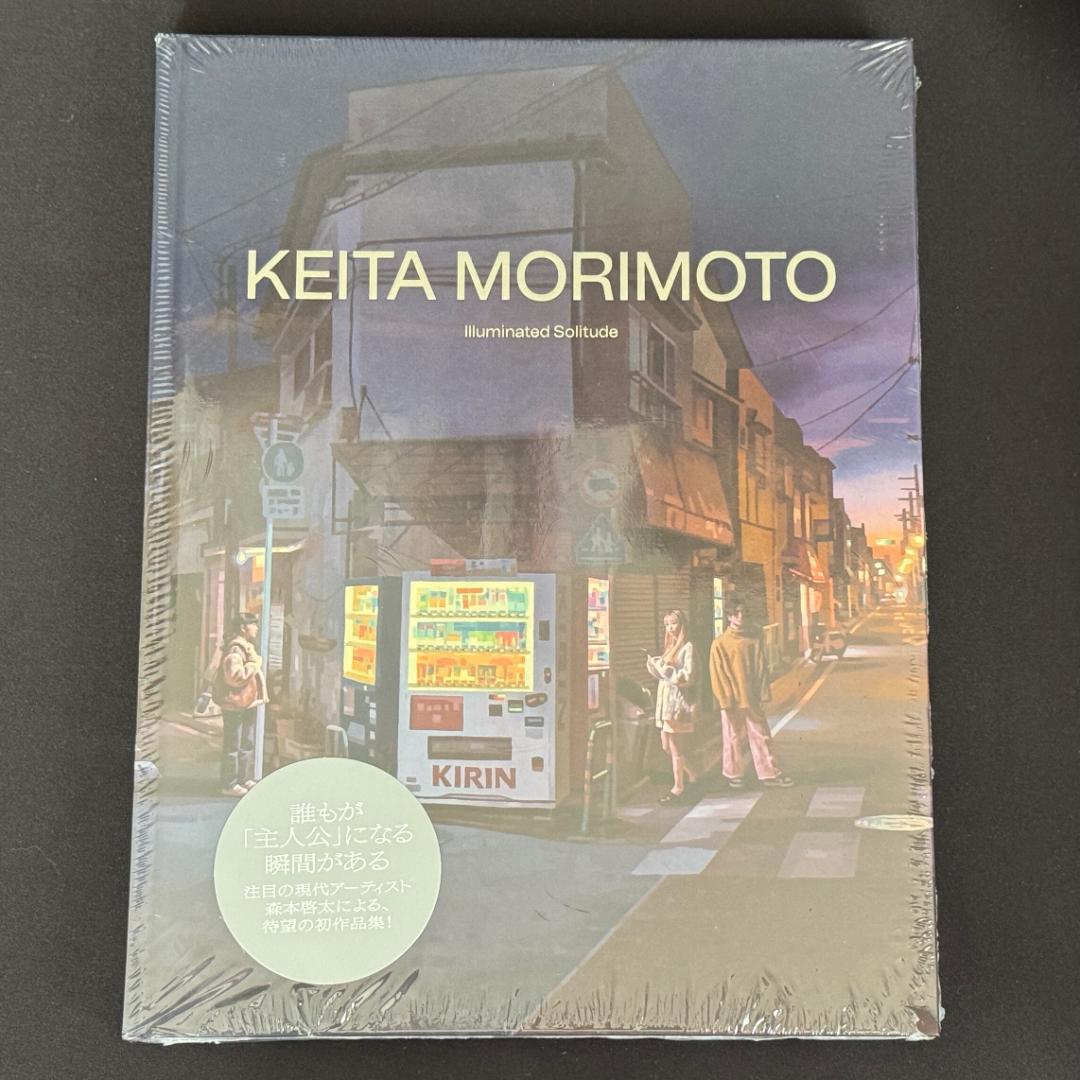 KEITA MORIMOTO
Illuminated Solitude
KIRIN
誰もが
「主人公」になる
瞬間がある
注目の現代アーティスト
森本啓太による、
待望の初作品集！